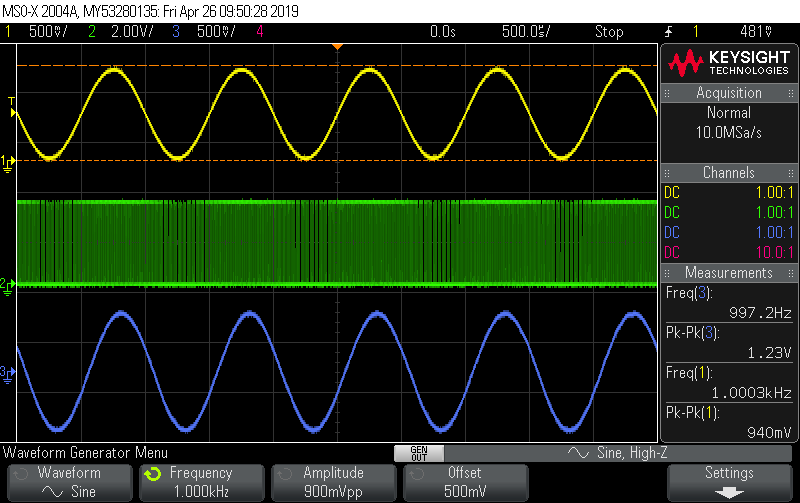 MSO-X 2004A, MY53280135: Fri Apr 26 09:50:28 2019
1 500mV/ 2 2.00V/ 3 500mV/ 4 0.0s 500.0us/ Stop 1 481mV
KEYSIGHT
TECHNOLOGIES
Acquisition
Normal
10.0MSa/s
Channels
DC 1.00:1
DC 1.00:1
DC 1.00:1
DC 10.0:1
Measurements
Freq(3):
997.2Hz
Pk-Pk(3):
1.23V
Freq(1):
1.0003kHz
Pk-Pk(1):
940mV
T
1
2
3
Waveform Generator Menu
GEN
OUT
Sine, High-Z
Waveform
Sine
Frequency
1.000kHz
Amplitude
900mVpp
Offset
500mV
Settings